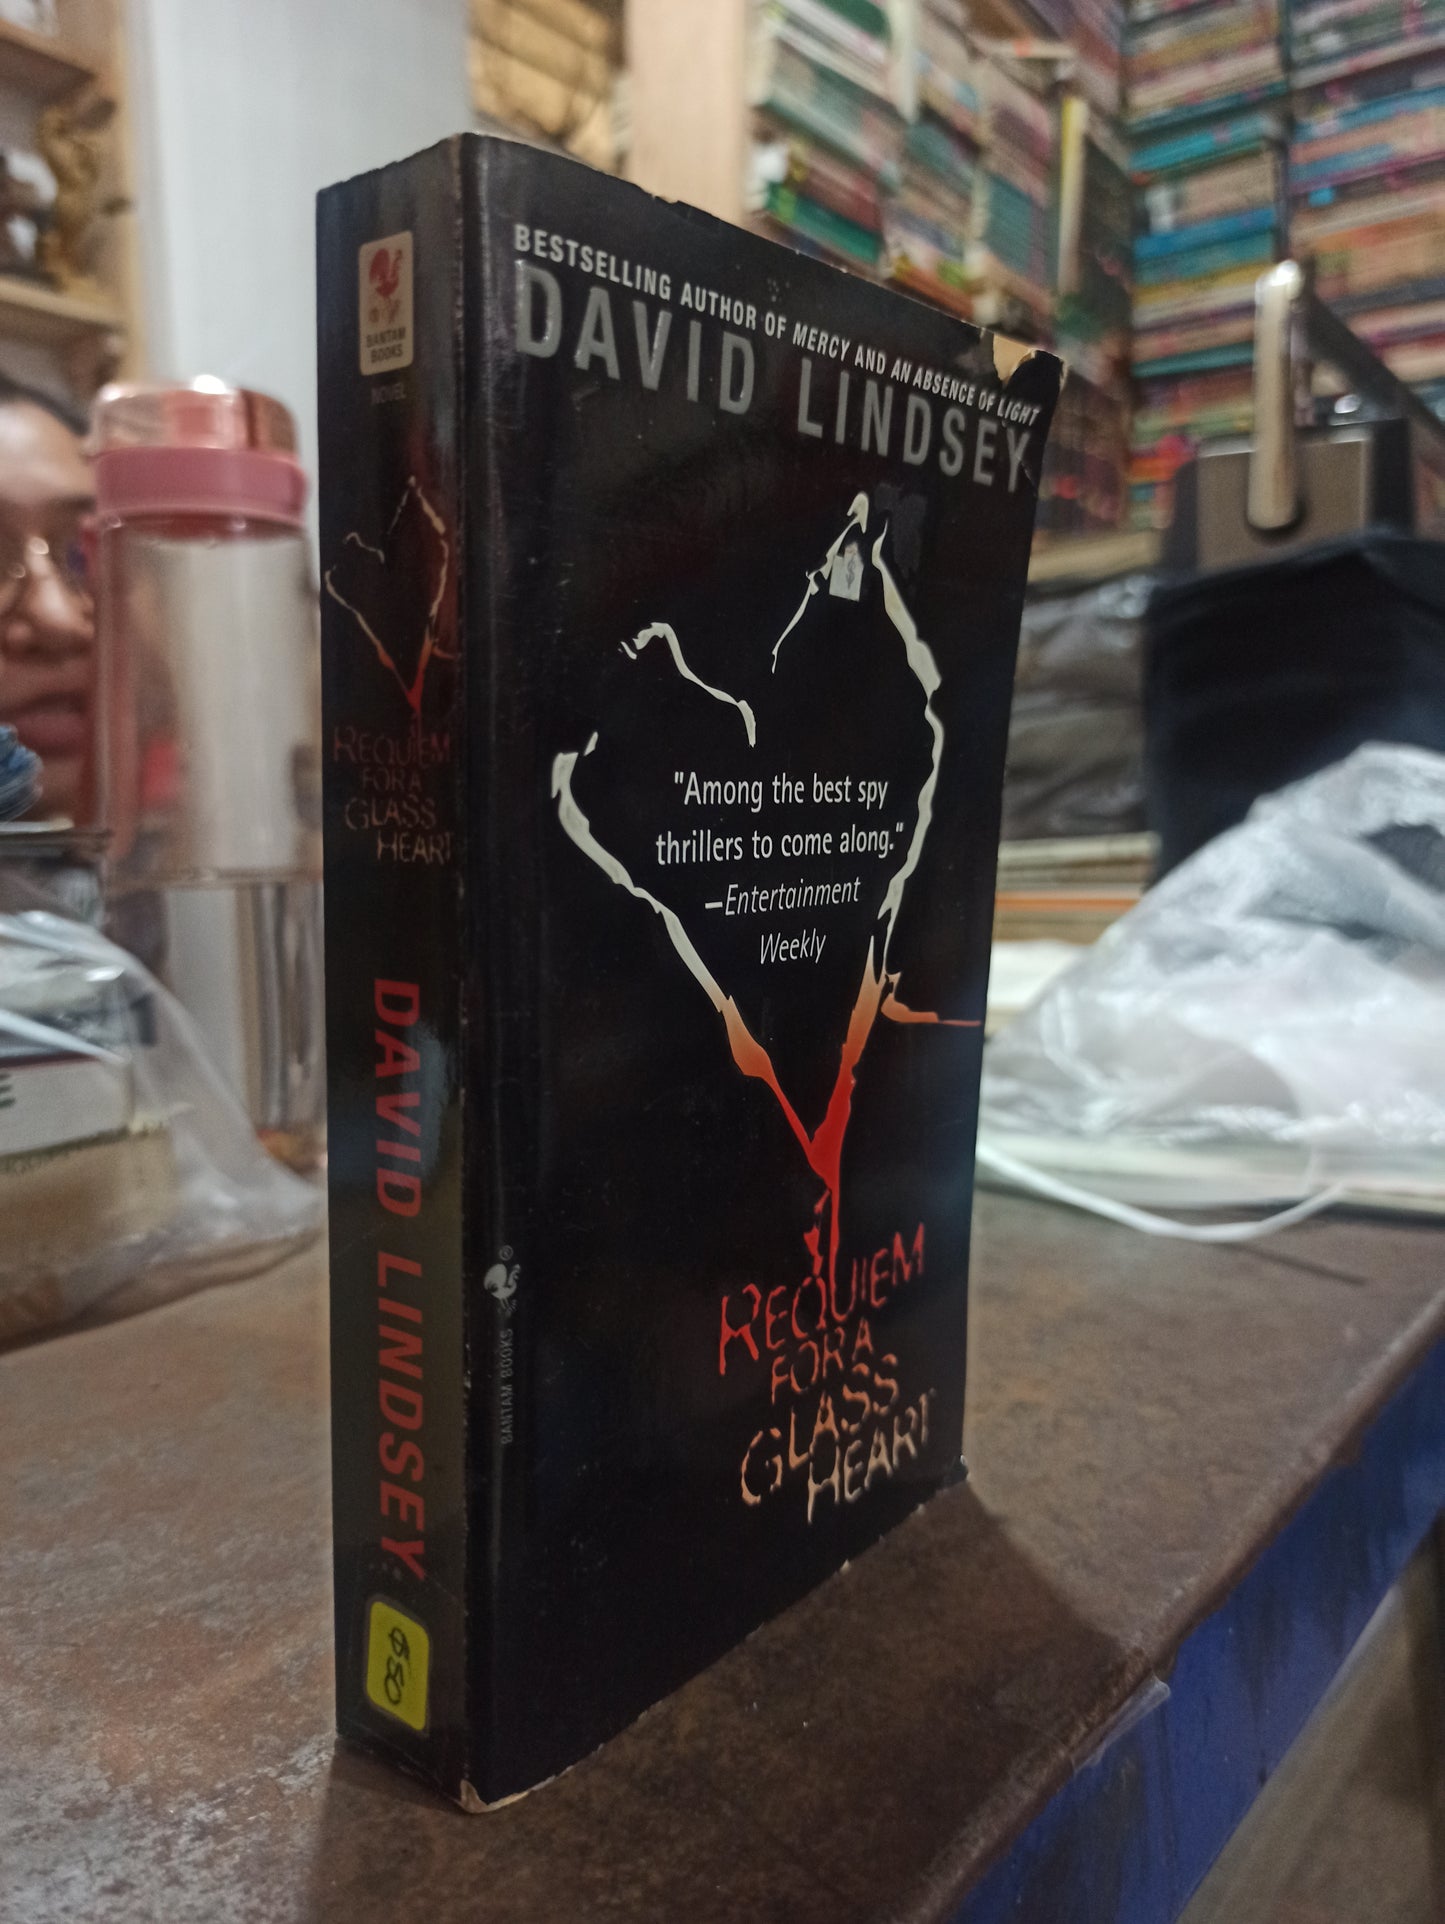 BANTAM
BOOKS
NOVEL
REQUIEM
FOR A
GLASS
HEART
DAVID LINDSEY
BESTSELLING AUTHOR OF MERCY AND AN ABSENCE OF LIGHT
DAVID LINDSEY
"Among the best spy
thrillers to come along."
—Entertainment
Weekly
REQUIEM
FOR A
GLASS
HEART
BANTAM BOOKS
®